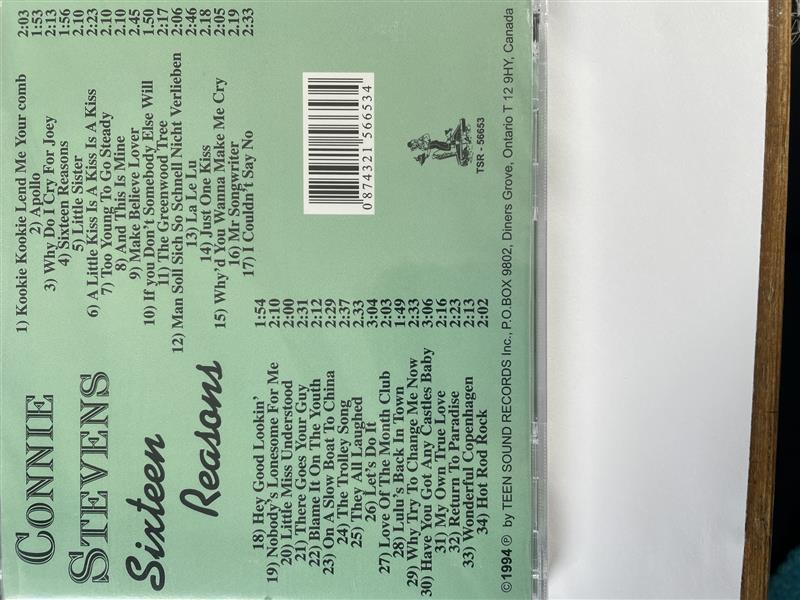 CONNIE
STEVENS
Sixteen
Reasons
1) Kookie Kookie Lend Me Your comb 2:03
2) Apollo 1:53
3) Why Do I Cry For Joey 2:13
4) Sixteen Reasons 1:56
5) Little Sister 2.10
6) A Little Kiss Is A Kiss Is A Kiss 2:23
7) Too Young To Go Steady 2.10
8) And This Is Mine 2.10
9) Make Believe Lover 2.45
10) If you Don't Somebody Else Will 1.50
11) The Greenwood Tree 2:17
12) Man Soll Sich So Schnell Nicht Verlieben 2:06
13) La Le Lu 2:46
14) Just One Kiss 2.18
15) Why'd You Wanna Make Me Cry 2:05
16) Mr Songwriter 2.19
17) I Couldn't Say No 2:33
18) Hey Good Lookin' 1:54
19) Nobody's Lonesome For Me 2:10
20) Little Miss Understood 2:00
21) There Goes Your Guy 2:31
22) Blame It On The Youth 2:12
23) On A Slow Boat To China 2:29
24) The Trolley Song 2:37
25) They All Laughed 2.33
26) Let's Do It 3:04
27) Love Of The Month Club 2:03
28) Lulu's Back In Town 1:49
29) Why Try To Change Me Now 2:33
30) Have You Got Any Castles Baby 3:06
31) My Own True Love 2:16
32) Return To Paradise 2:23
33) Wonderful Copenhagen 2:13
34) Hot Rod Rock 2:02
0 874321 566534
TSR - 56653
©1994 ℗ by TEEN SOUND RECORDS Inc., P.O.BOX 9802, Diners Grove, Ontario T 12 9HY, Canada